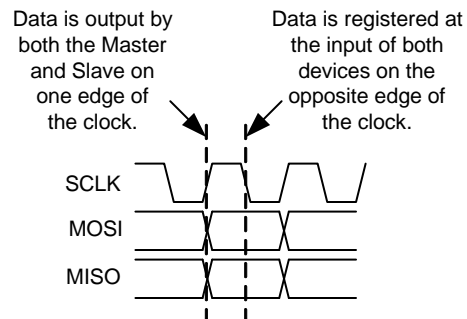 Data is output by
both the Master
and Slave on
one edge of
the clock.
Data is registered at
the input of both
devices on the
opposite edge of
the clock.
SCLK
MOSI
MISO